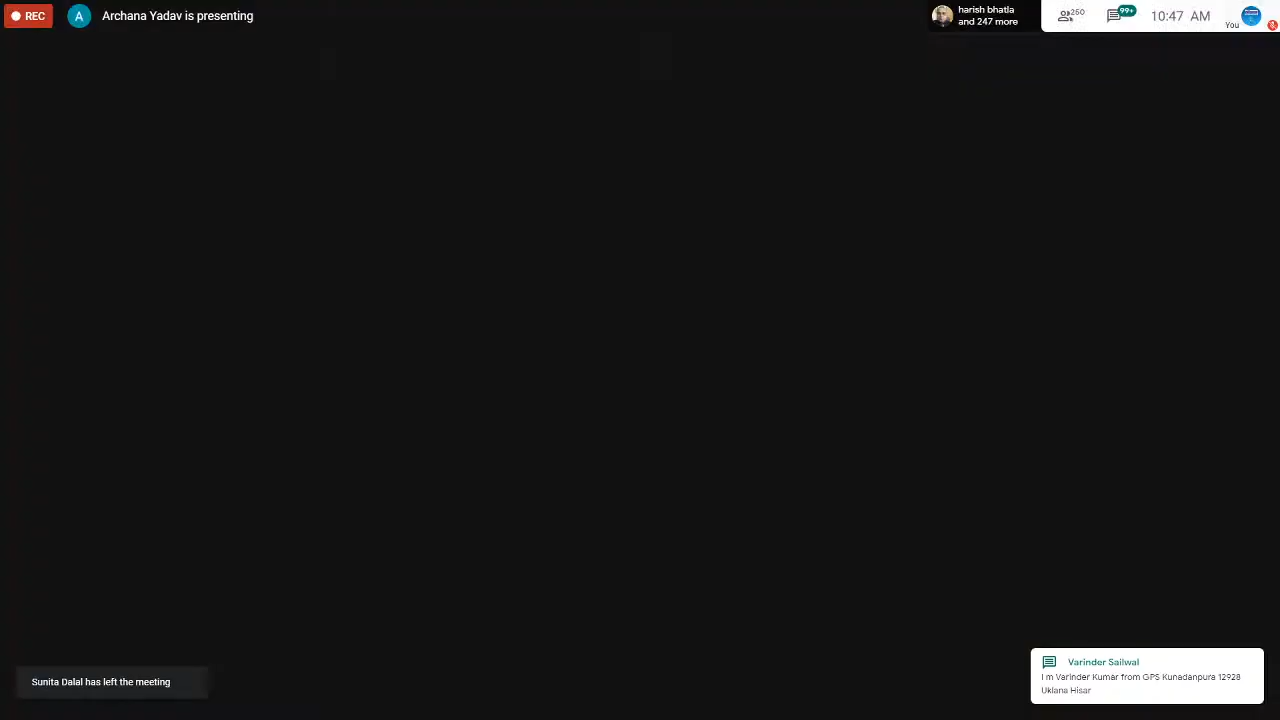 REC
A
Archana Yadav is presenting
harish bhatla
and 247 more
250
99+
10:47 AM
You
Sunita Dalal has left the meeting
Varinder Sailwal
I m Varinder Kumar from GPS Kunadanpura 12928
Uklana Hisar